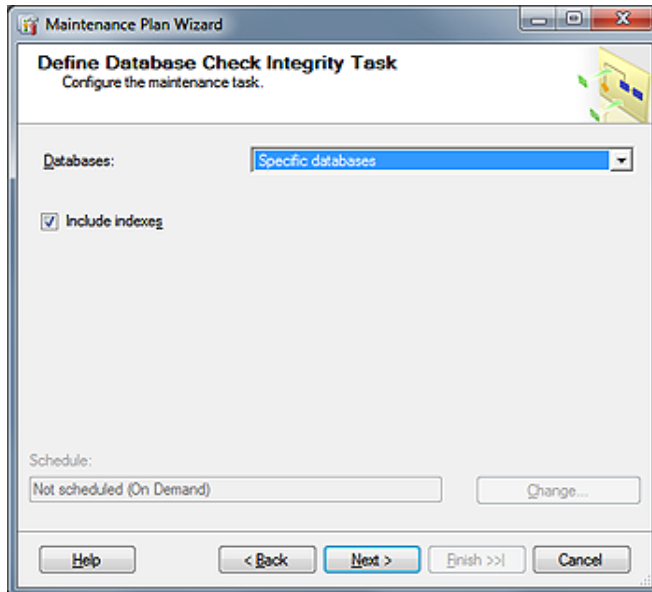 Maintenance Plan Wizard
Define Database Check Integrity Task
Configure the maintenance task.
Databases:
Specific databases
Include indexes
Schedule:
Not scheduled (On Demand)
Change...
Help
< Back
Next >
Finish >>|
Cancel